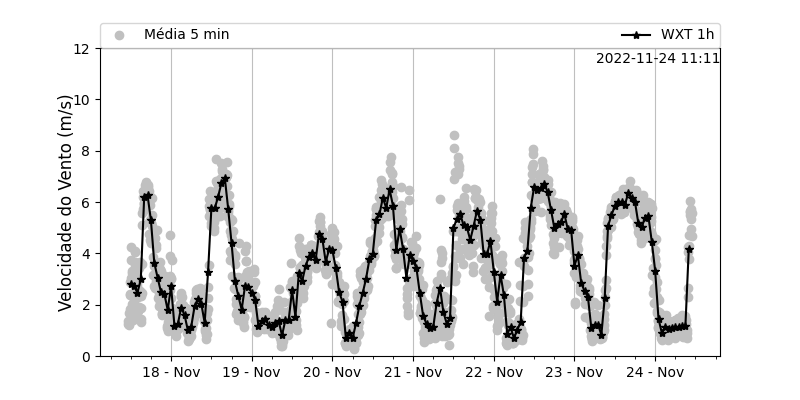 Média 5 min
WXT 1h
2022-11-24 11:11
Velocidade do Vento (m/s)
12
10
8
6
4
2
0
18 - Nov
19 - Nov
20 - Nov
21 - Nov
22 - Nov
23 - Nov
24 - Nov